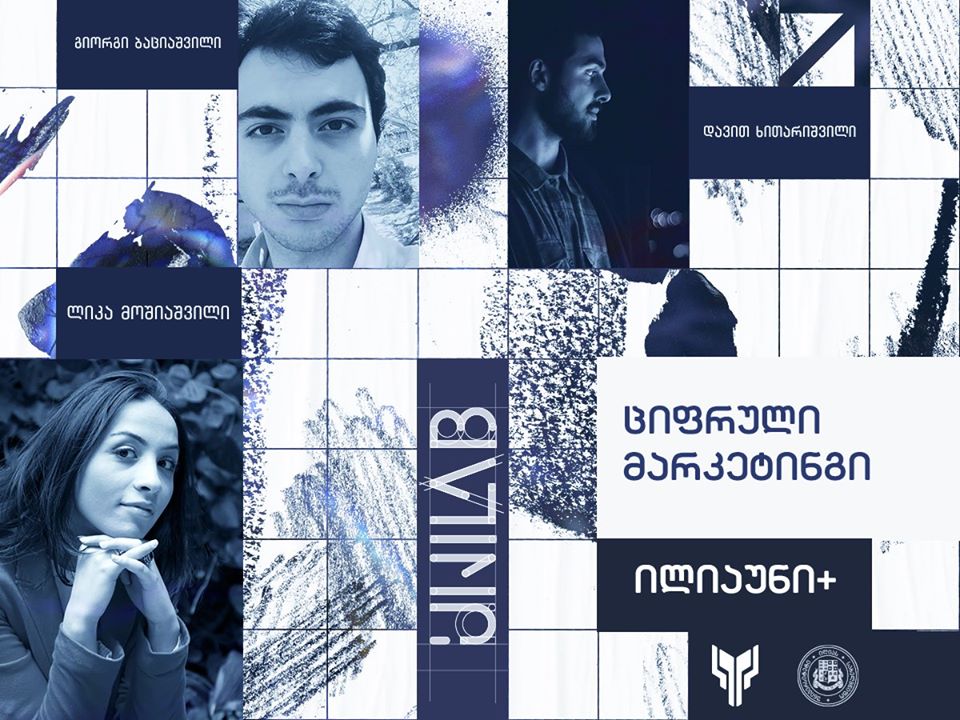 გიორგი ბაციაშვილი
დავით ხითარიშვილი
ლიკა მოშიაშვილი
ციფრული
მარკეტინგი
ილიაუნი+